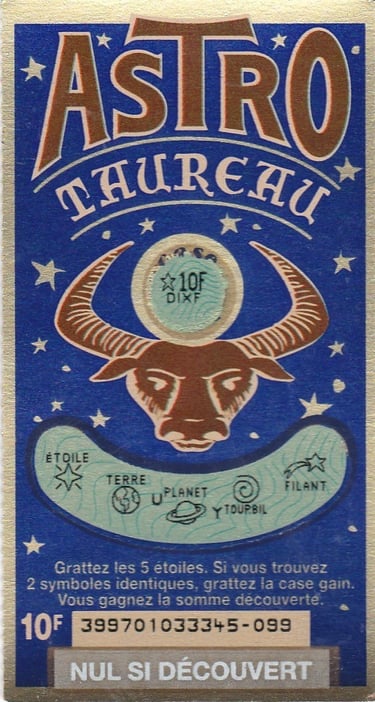 ASTRO
TAUREAU
10F
DIXF
ÉTOILE
TERRE
U PLANET
Y TOURBIL
FILANT
Grattez les 5 étoiles. Si vous trouvez
2 symboles identiques, grattez la case gain.
Vous gagnez la somme découverte.
10F 399701033345-099
NUL SI DÉCOUVERT